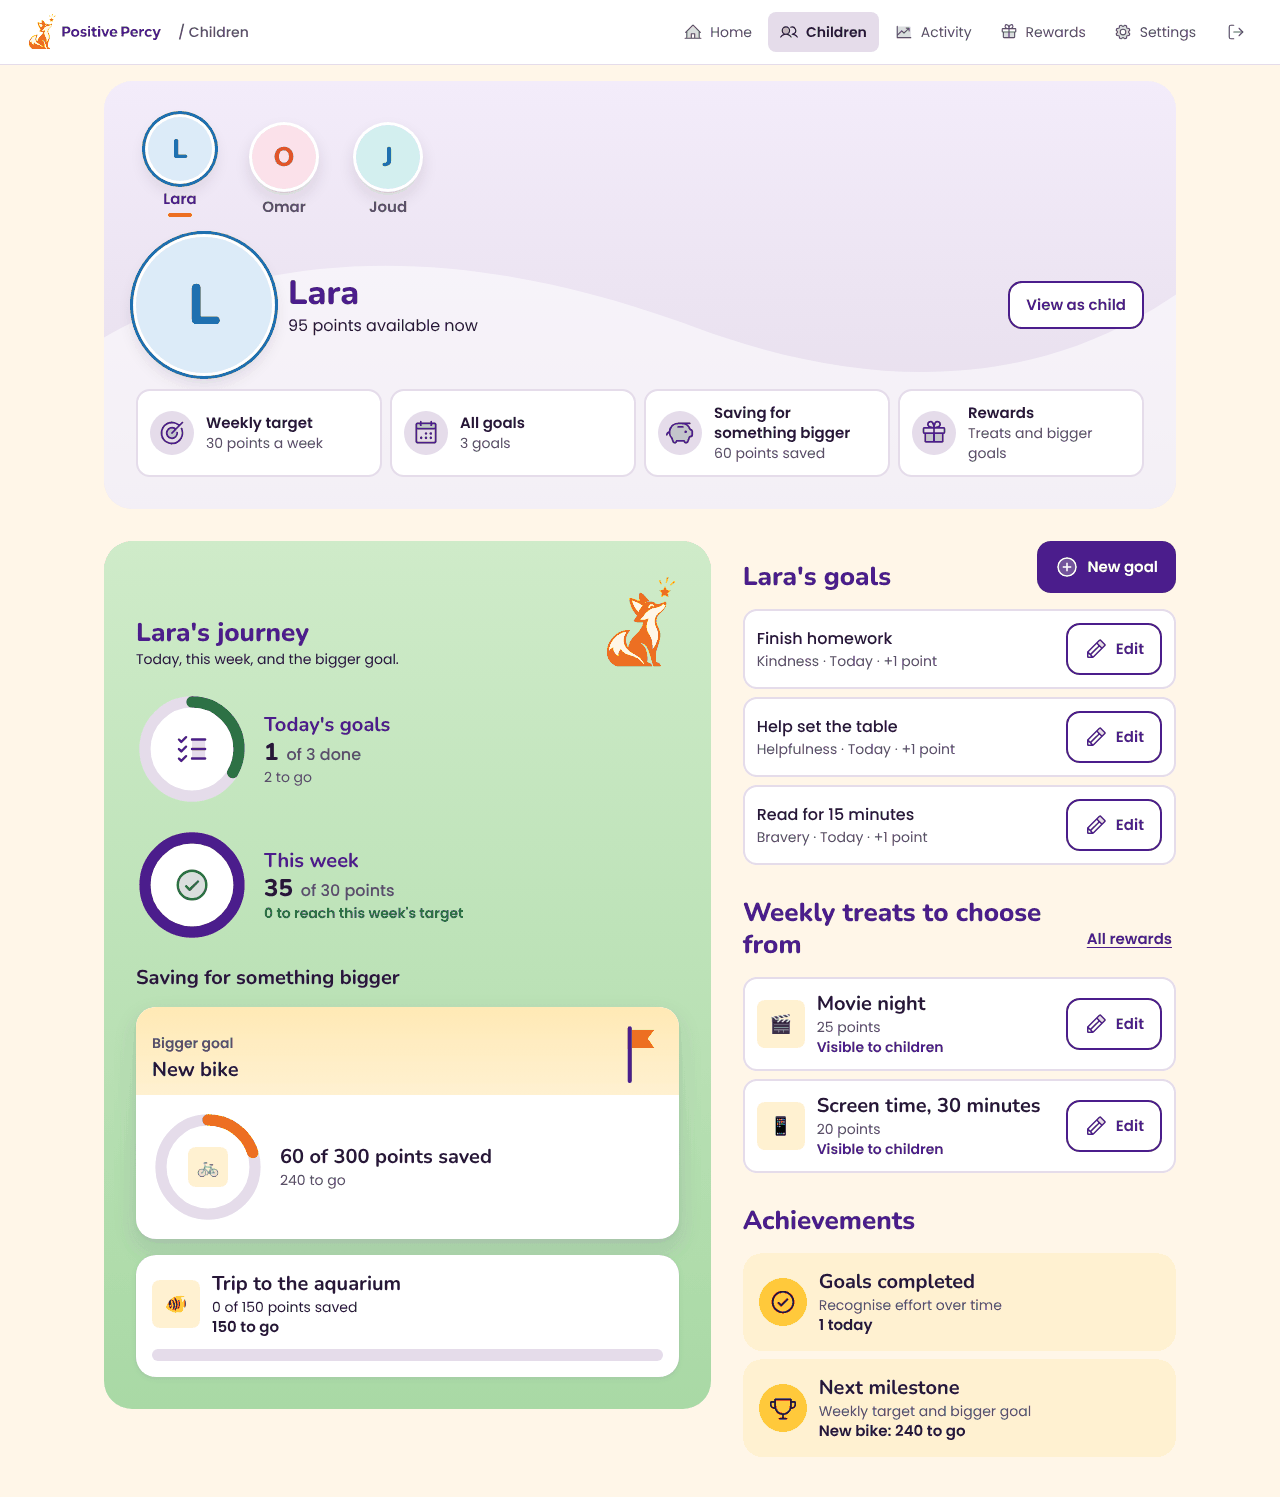 Positive Percy / Children
Home
Children
Activity
Rewards
Settings
L
O
J
Lara
Omar
Joud
L
Lara
95 points available now
View as child
Weekly target
30 points a week
All goals
3 goals
Saving for
something bigger
60 points saved
Rewards
Treats and bigger
goals
Lara's journey
Today, this week, and the bigger goal.
Today's goals
1 of 3 done
2 to go
This week
35 of 30 points
0 to reach this week's target
Saving for something bigger
Bigger goal
New bike
60 of 300 points saved
240 to go
Trip to the aquarium
0 of 150 points saved
150 to go
Lara's goals
New goal
Finish homework
Kindness · Today · +1 point
Edit
Help set the table
Helpfulness · Today · +1 point
Edit
Read for 15 minutes
Bravery · Today · +1 point
Edit
Weekly treats to choose
from
All rewards
Movie night
25 points
Visible to children
Edit
Screen time, 30 minutes
20 points
Visible to children
Edit
Achievements
Goals completed
Recognise effort over time
1 today
Next milestone
Weekly target and bigger goal
New bike: 240 to go